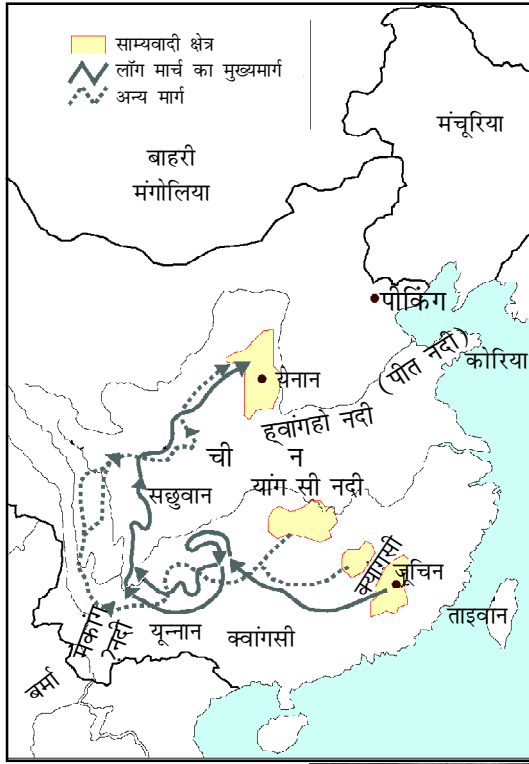 साम्यवादी क्षेत्र
लॉग मार्च का मुख्यमार्ग
अन्य मार्ग
मंचूरिया
बाहरी
मंगोलिया
पीकिंग
कोरिया
(पीत नदी)
येनान
हवांगहो नदी
ची न
यांग सी नदी
सछुवान
क्यांगसी
जूचिन
ताइवान
मेकांग
नदी
यून्नान
क्वांगसी
बर्मा